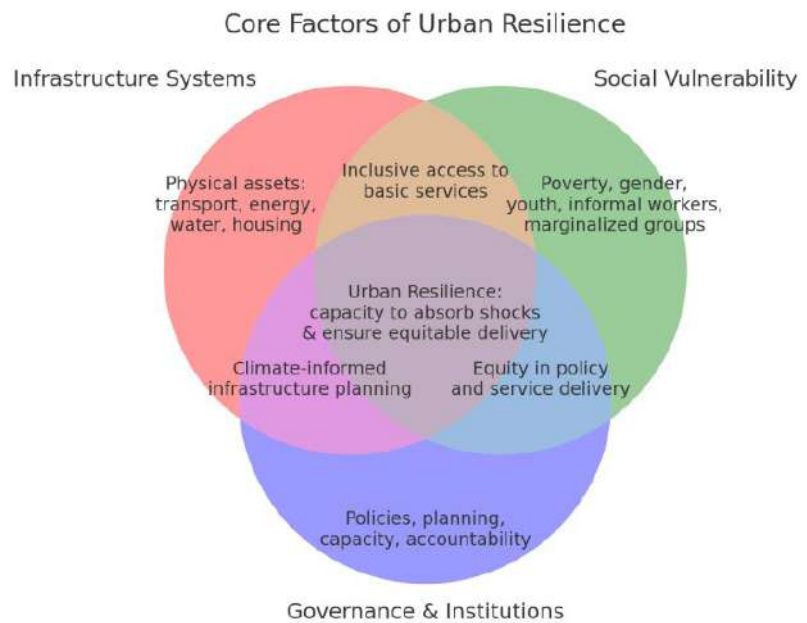 Core Factors of Urban Resilience
Infrastructure Systems
Social Vulnerability
Physical assets:
transport, energy,
water, housing
Inclusive access to
basic services
Poverty, gender,
youth, informal workers,
marginalized groups
Urban Resilience:
capacity to absorb shocks
& ensure equitable delivery
Climate-informed
infrastructure planning
Equity in policy
and service delivery
Policies, planning,
capacity, accountability
Governance & Institutions